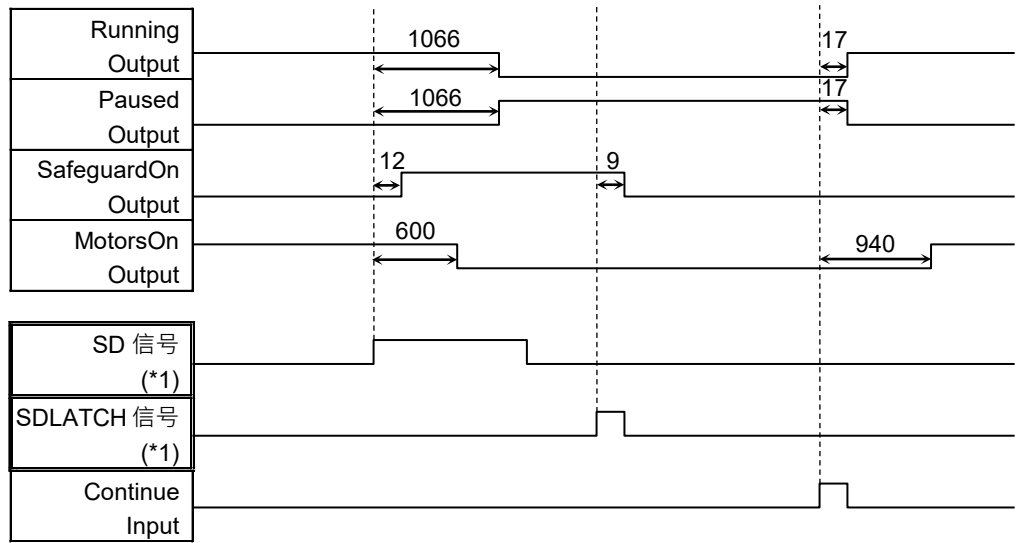 Running
Output
1066
17
Paused
Output
1066
17
SafeguardOn
Output
12
9
MotorsOn
Output
600
940
SD 信号
(*1)
SDLATCH 信号
(*1)
Continue
Input